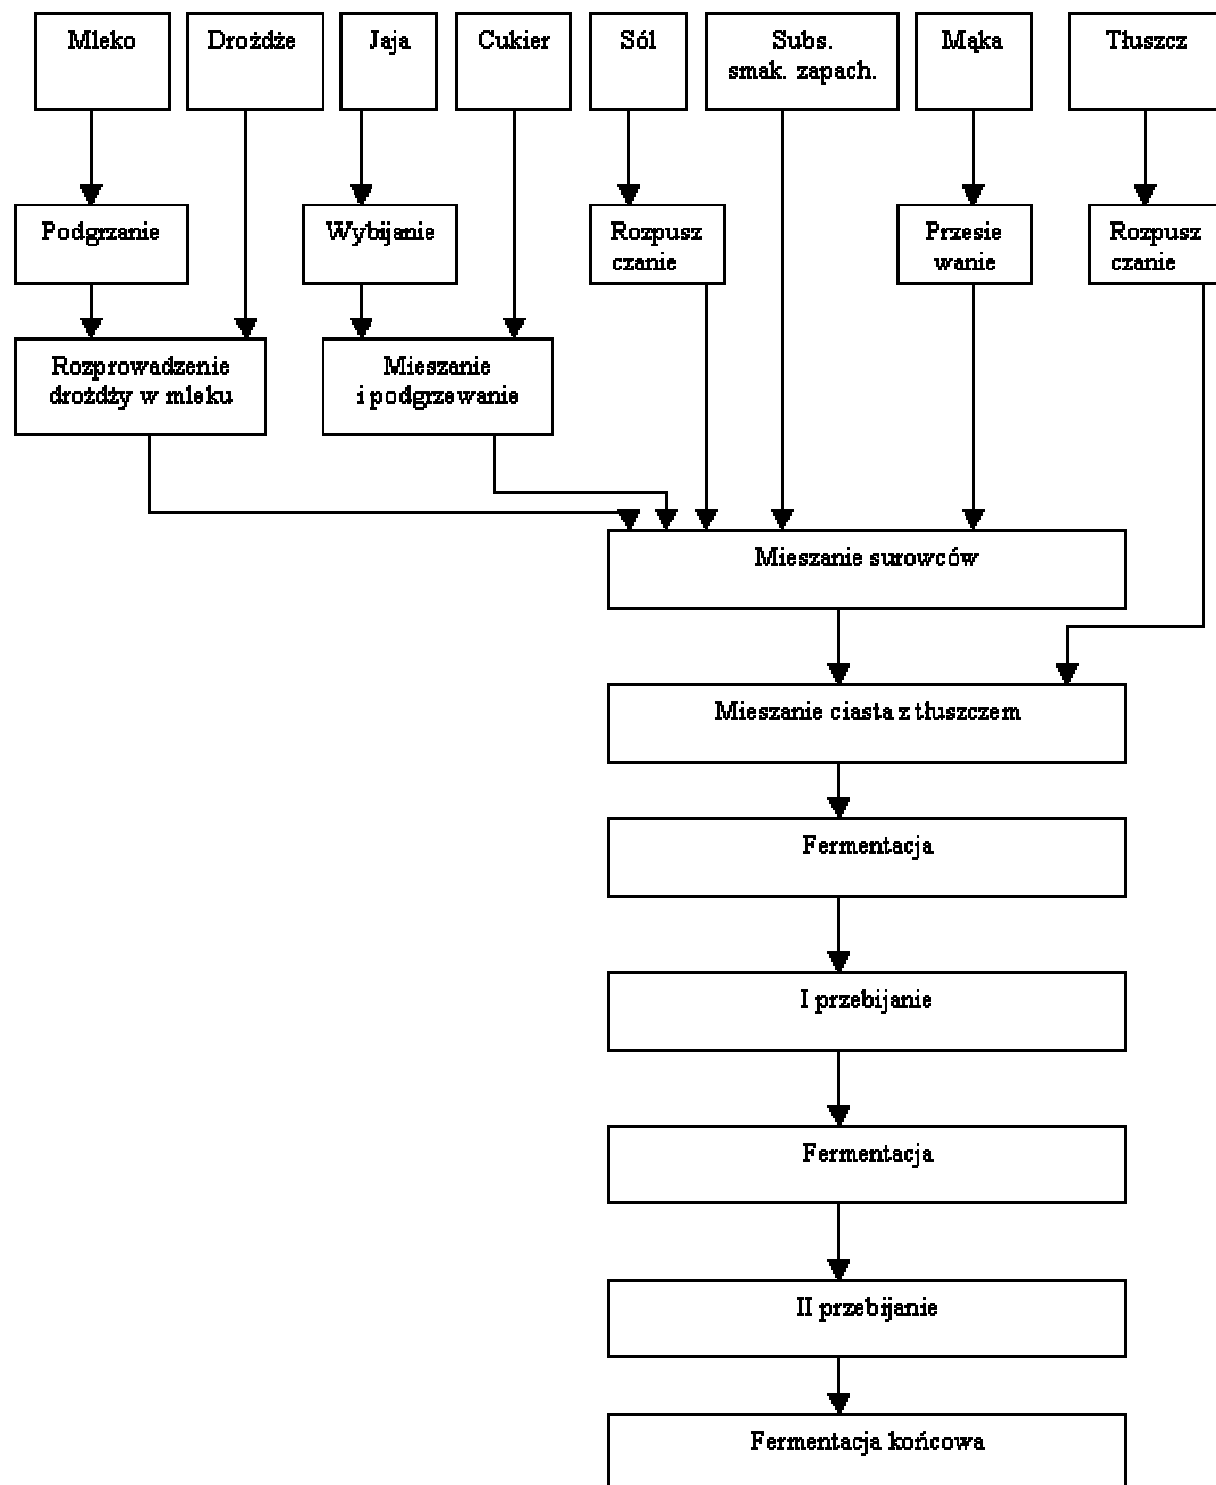 Mleko
Drożdże
Jaja
Cukier
Sól
Subs.
smak. zapach.
Mąka
Tłuszcz
Podgrzanie
Wybijanie
Rozpusz
czanie
Przesie
wanie
Rozpusz
czanie
Rozprowadzenie
drożdży w mleku
Mieszanie
i podgrzewanie
Mieszanie surowców
Mieszanie ciasta z tłuszczem
Fermentacja
I przebijanie
Fermentacja
II przebijanie
Fermentacja końcowa